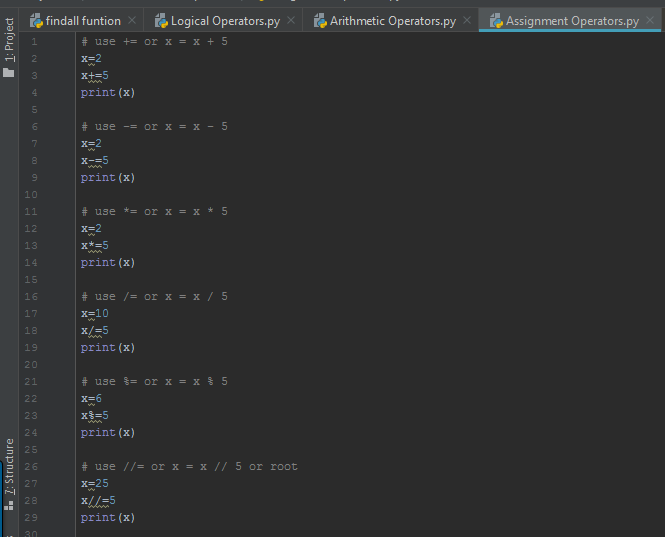 findall funtion Logical Operators.py Arithmetic Operators.py Assignment Operators.py
1: Project
7: Structure
1 # use += or x = x + 5
2 x=2
3 x+=5
4 print(x)
5
6 # use -= or x = x - 5
7 x=2
8 x-=5
9 print(x)
10
11 # use *= or x = x * 5
12 x=2
13 x*=5
14 print(x)
15
16 # use /= or x = x / 5
17 x=10
18 x/=5
19 print(x)
20
21 # use %= or x = x % 5
22 x=6
23 x%=5
24 print(x)
25
26 # use //= or x = x // 5 or root
27 x=25
28 x//=5
29 print(x)
30